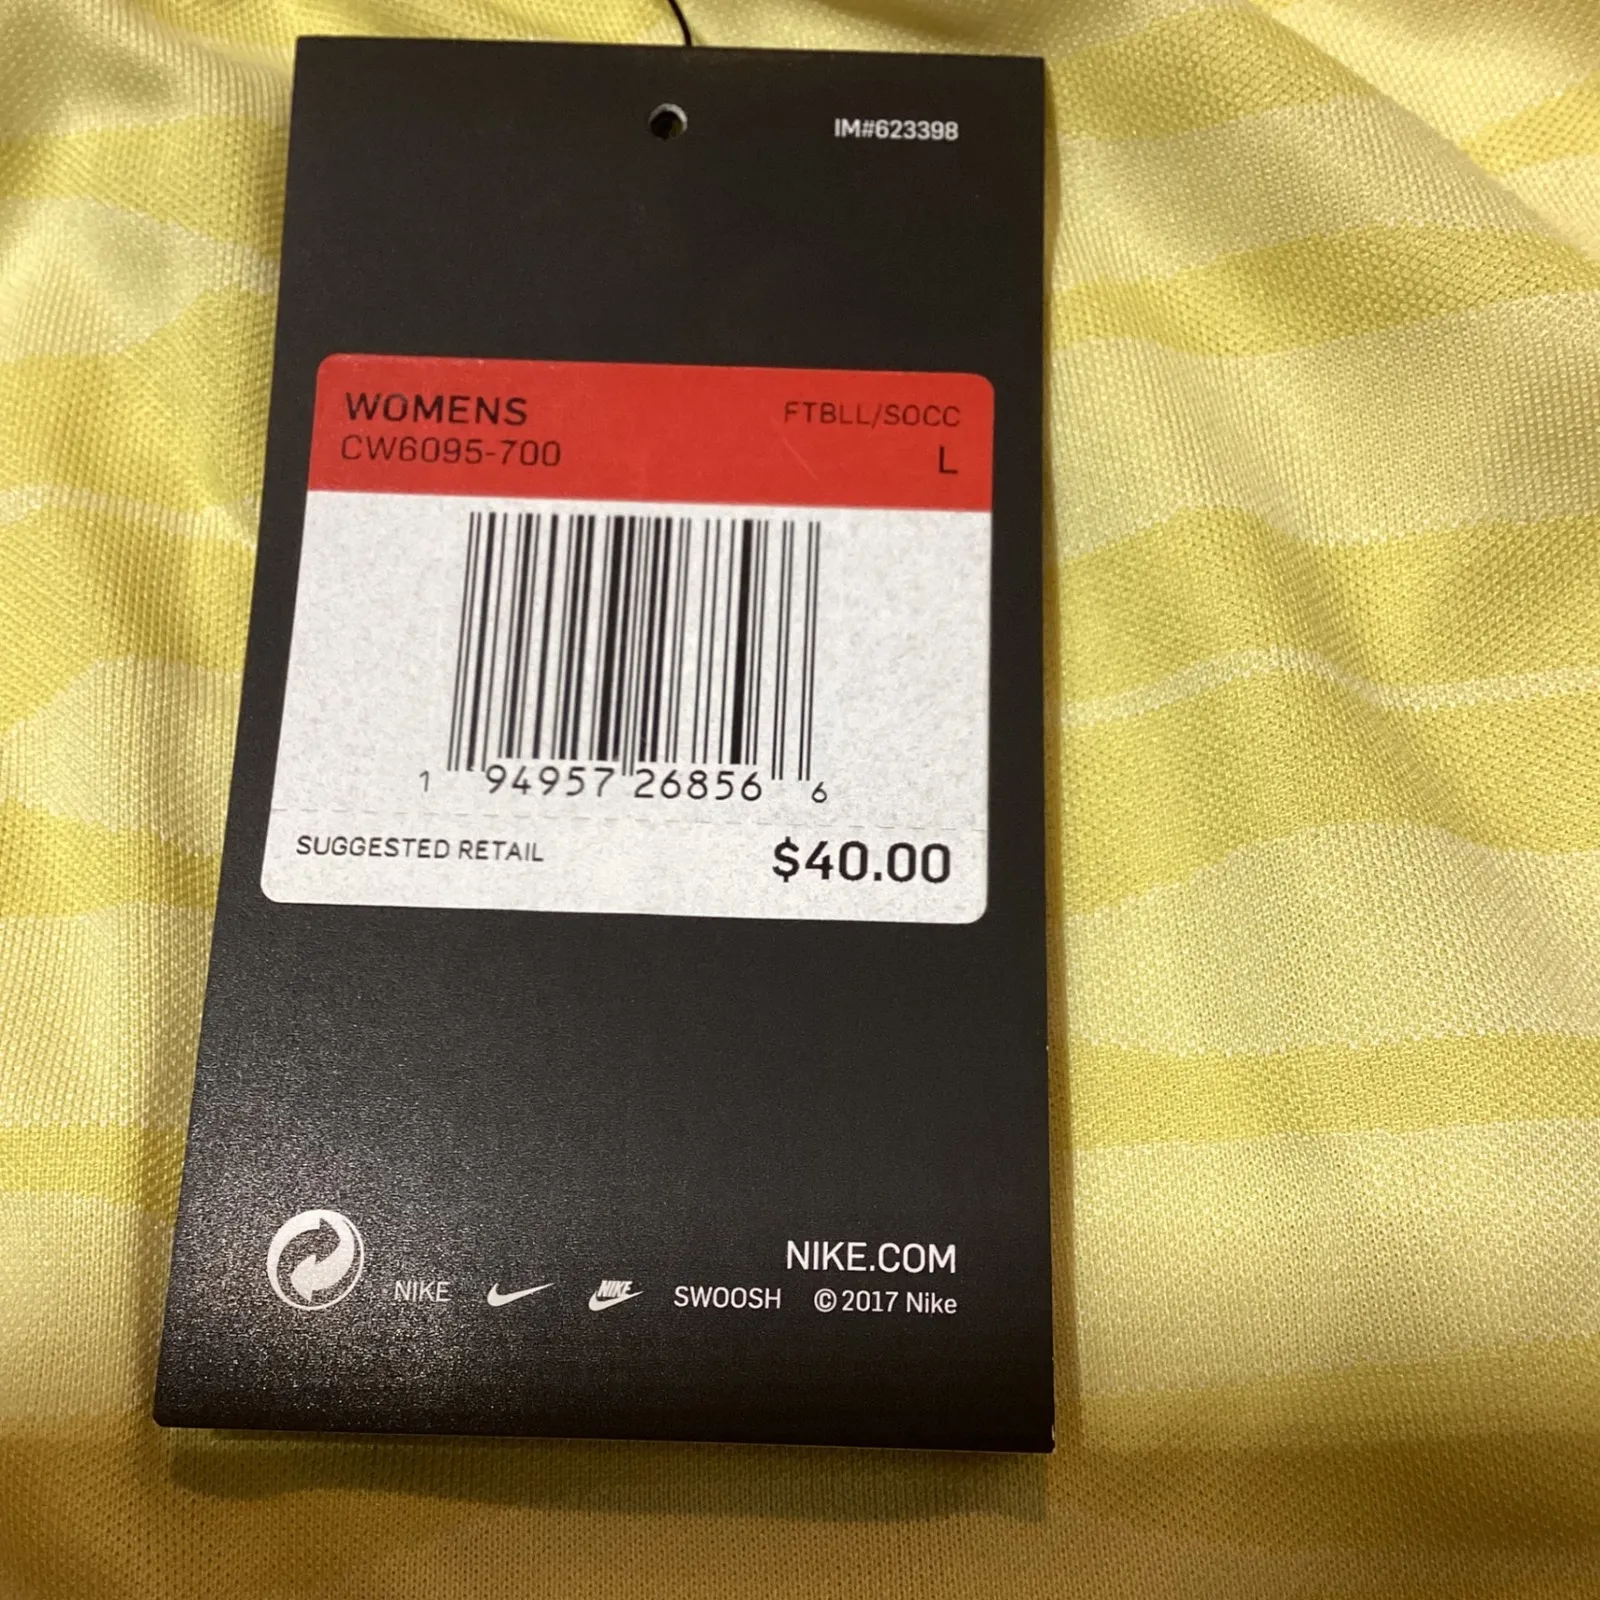 IM#623398
WOMENS FTBLL/SOCC
CW6095-700 L
1 94957 26856 6
SUGGESTED RETAIL $40.00
NIKE.COM
NIKE NIKE SWOOSH © 2017 Nike